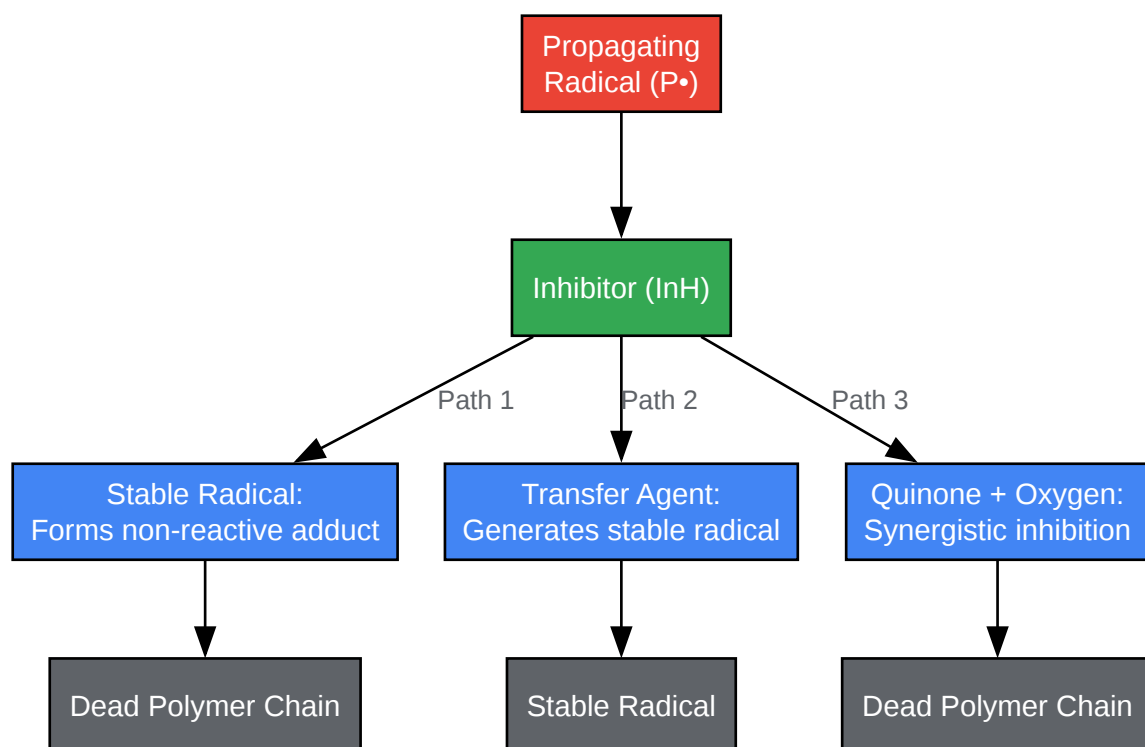 Propagating
Radical (P•)
Inhibitor (InH)
Path 1
Path 2
Path 3
Stable Radical:
Forms non-reactive adduct
Transfer Agent:
Generates stable radical
Quinone + Oxygen:
Synergistic inhibition
Dead Polymer Chain
Stable Radical
Dead Polymer Chain